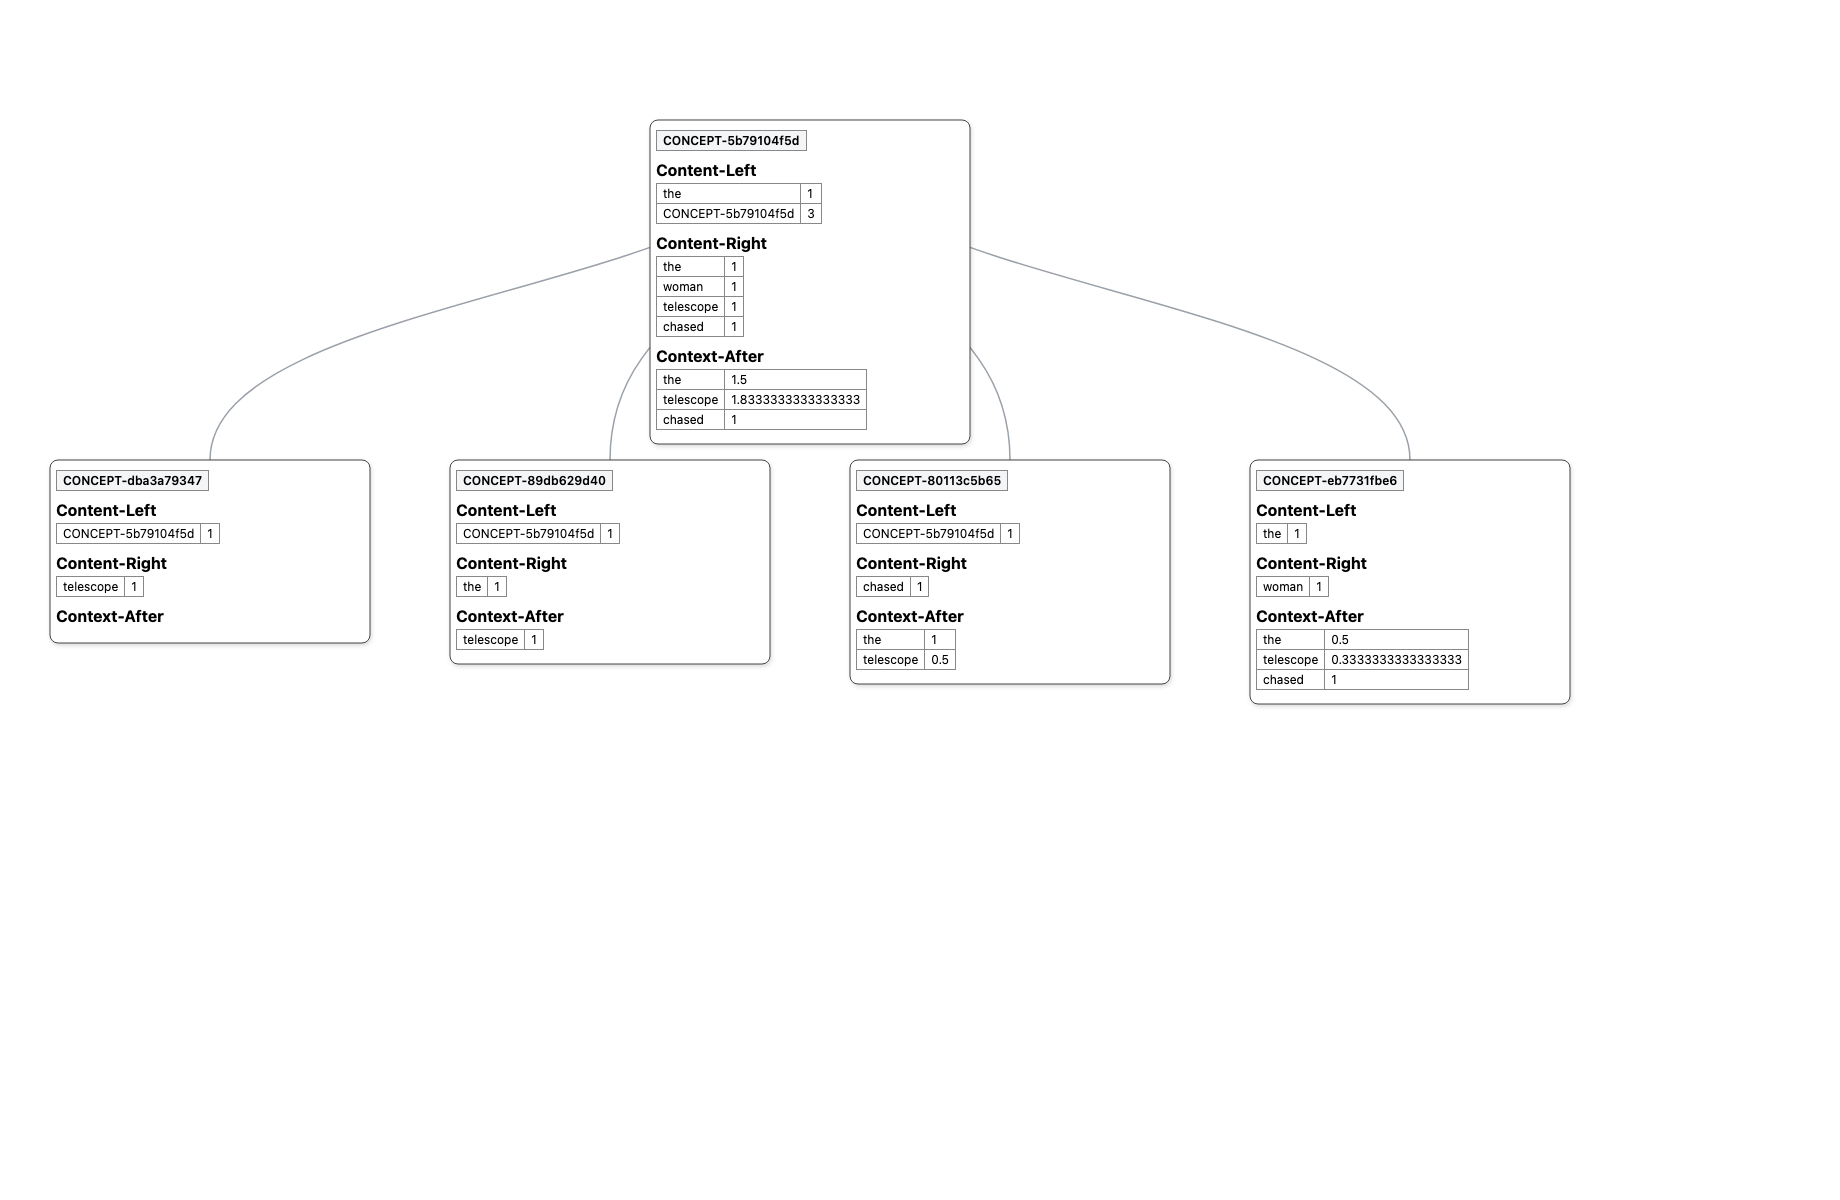 CONCEPT-5b79104f5d
Content-Left
the 1
CONCEPT-5b79104f5d 3
Content-Right
the 1
woman 1
telescope 1
chased 1
Context-After
the 1.5
telescope 1.8333333333333333
chased 1
CONCEPT-dba3a79347
Content-Left
CONCEPT-5b79104f5d 1
Content-Right
telescope 1
Context-After
CONCEPT-89db629d40
Content-Left
CONCEPT-5b79104f5d 1
Content-Right
the 1
Context-After
telescope 1
CONCEPT-80113c5b65
Content-Left
CONCEPT-5b79104f5d 1
Content-Right
chased 1
Context-After
the 1
telescope 0.5
CONCEPT-eb7731fbe6
Content-Left
the 1
Content-Right
woman 1
Context-After
the 0.5
telescope 0.3333333333333333
chased 1